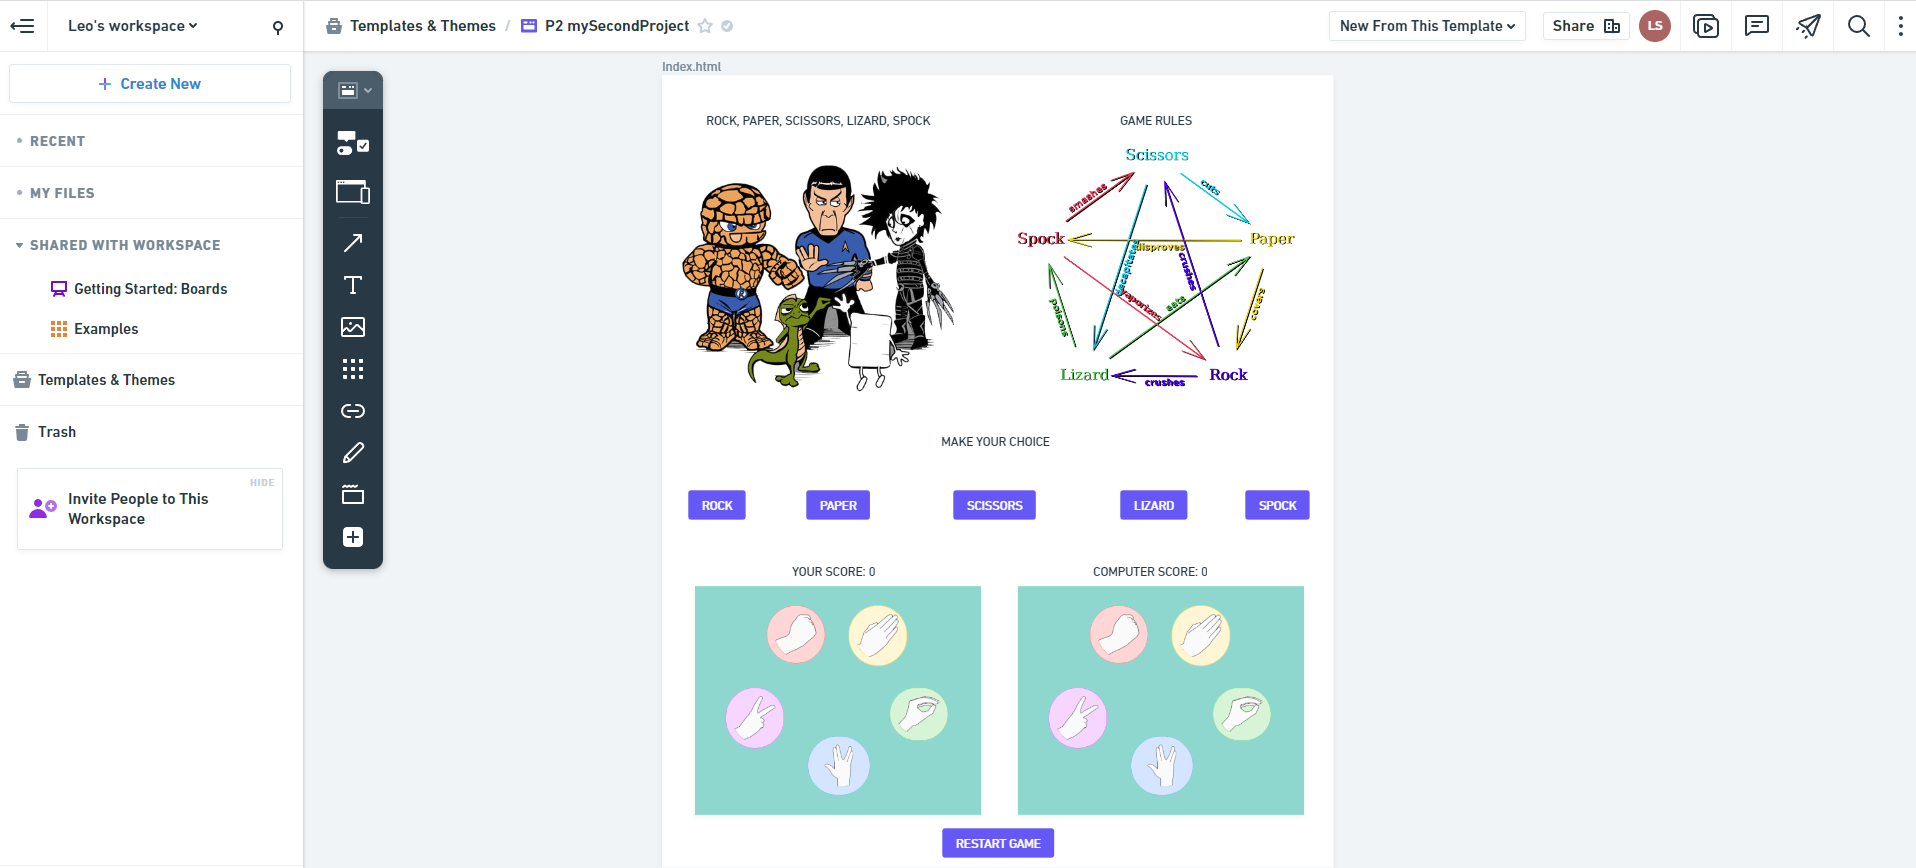 Leo's workspace
Templates & Themes / P2 mySecondProject
New From This Template
Share
LS
+ Create New
RECENT
MY FILES
SHARED WITH WORKSPACE
Getting Started: Boards
Examples
Templates & Themes
Trash
HIDE
Invite People to This
Workspace
Index.html
ROCK, PAPER, SCISSORS, LIZARD, SPOCK
GAME RULES
Scissors
smashes
cuts
Spock
Paper
disproves
decapitates
crushes
vaporizes
eats
poisons
covers
Lizard
crushes
Rock
MAKE YOUR CHOICE
ROCK
PAPER
SCISSORS
LIZARD
SPOCK
YOUR SCORE: 0
COMPUTER SCORE: 0
RESTART GAME